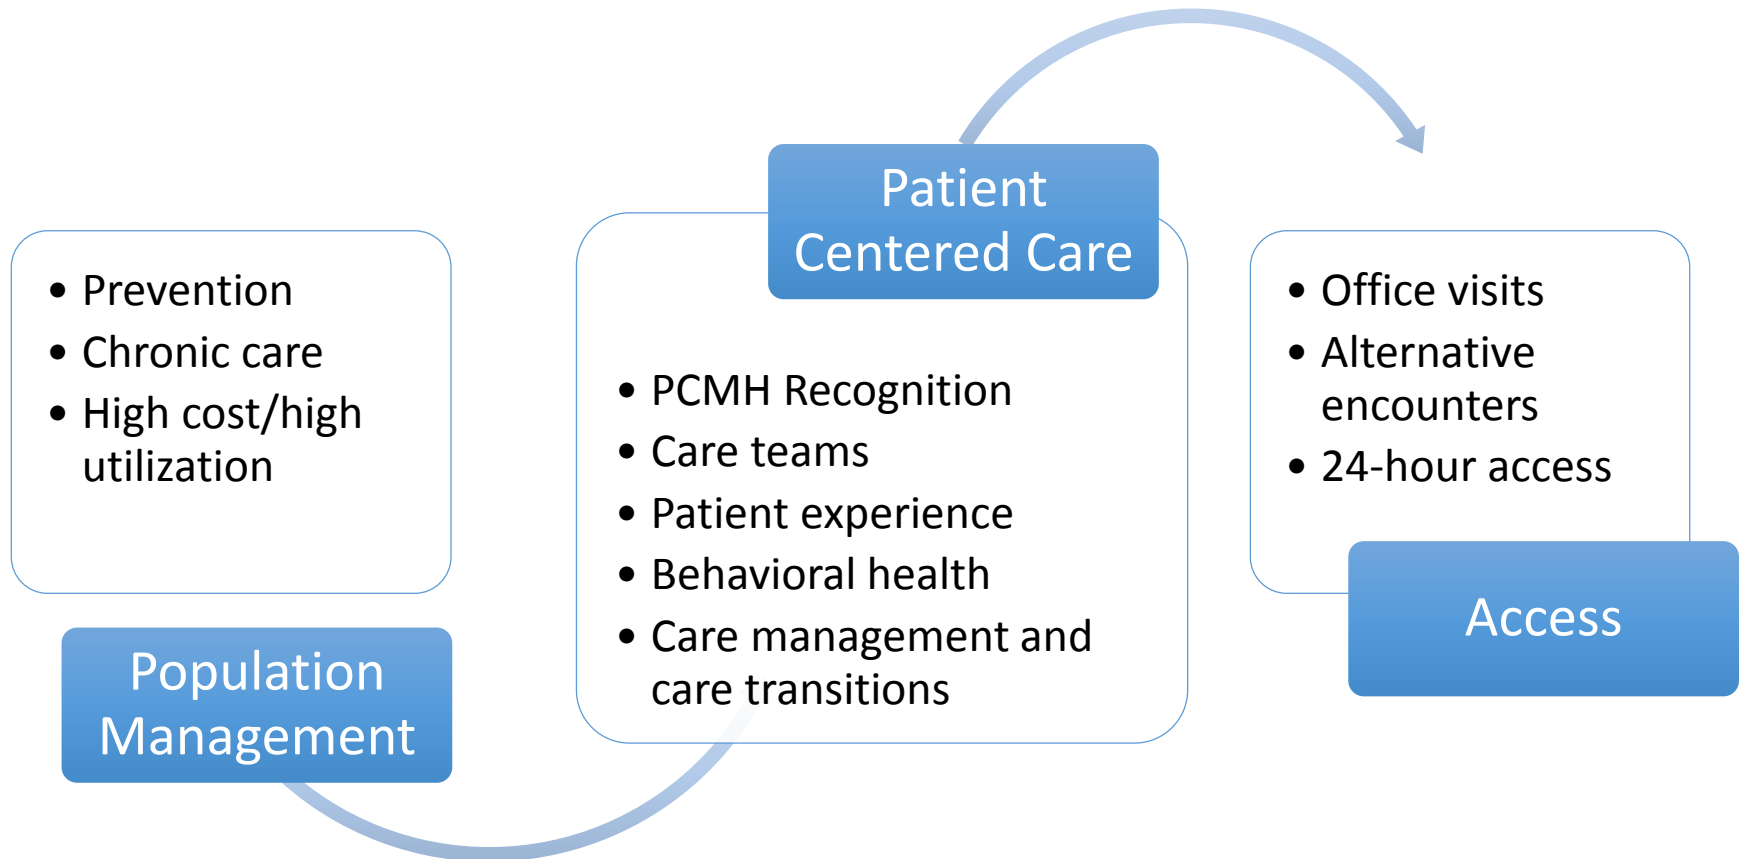 • Prevention
• Chronic care
• High cost/high
utilization
Population
Management
Patient
Centered Care
• PCMH Recognition
• Care teams
• Patient experience
• Behavioral health
• Care management and
care transitions
• Office visits
• Alternative
encounters
• 24-hour access
Access